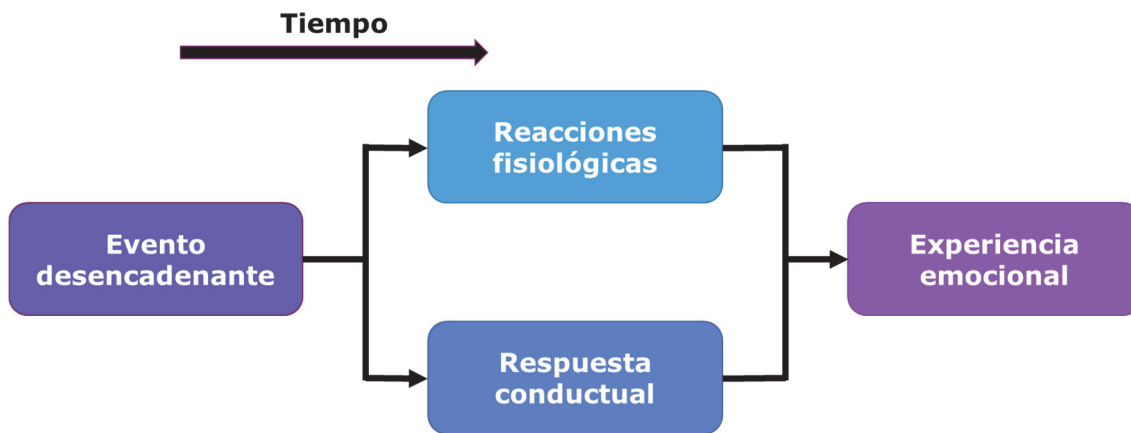 Tiempo
Reacciones
fisiológicas
Evento
desencadenante
Experiencia
emocional
Respuesta
conductual